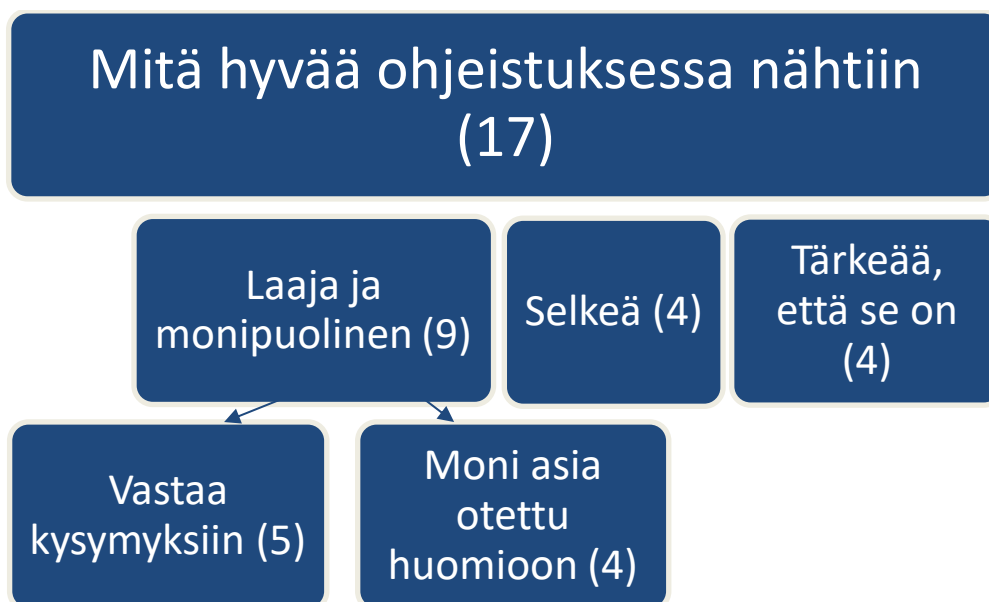 Mitä hyvää ohjeistuksessa nähtiin
(17)
Laaja ja
monipuolinen (9)
Selkeä (4)
Tärkeää,
että se on
(4)
Vastaa
kysymyksiin (5)
Moni asia
otettu
huomioon (4)